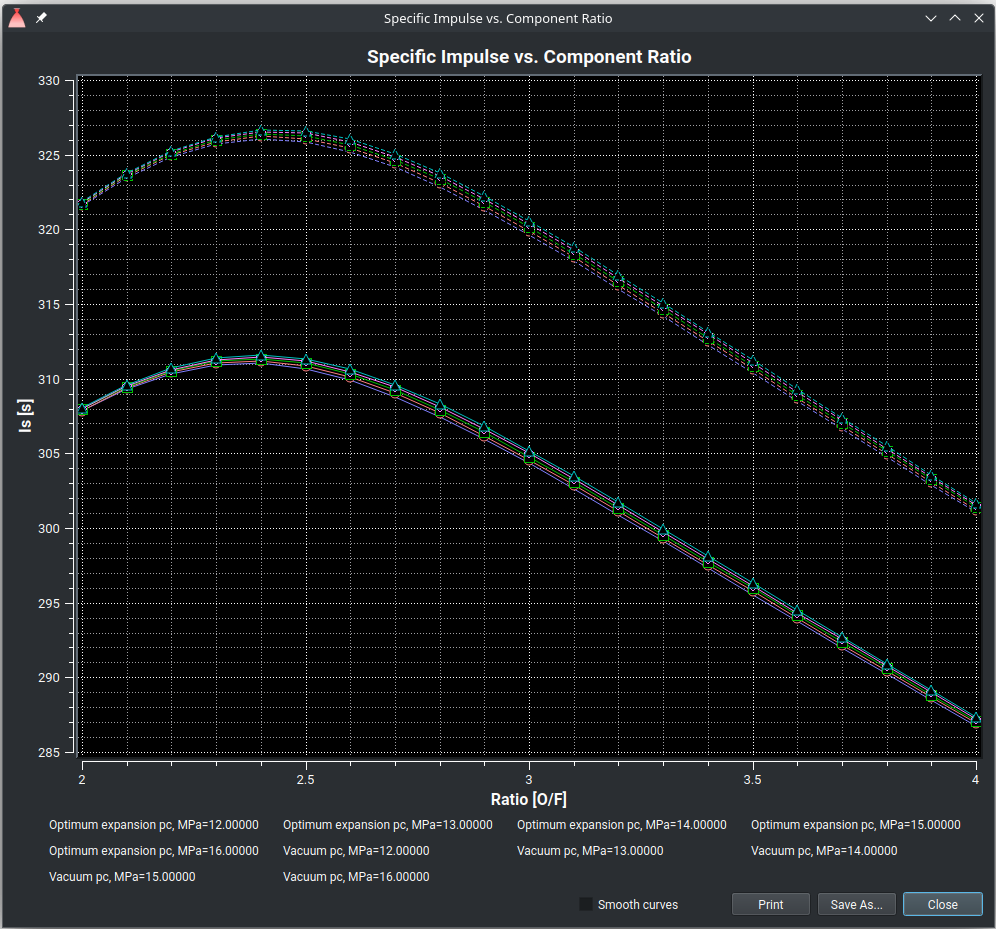 Specific Impulse vs. Component Ratio
Specific Impulse vs. Component Ratio
330
325
320
315
310
305
300
295
290
285
Is [s]
2 2.5 3 3.5 4
Ratio [O/F]
Optimum expansion pc, MPa=12.00000 Optimum expansion pc, MPa=13.00000 Optimum expansion pc, MPa=14.00000 Optimum expansion pc, MPa=15.00000
Optimum expansion pc, MPa=16.00000 Vacuum pc, MPa=12.00000 Vacuum pc, MPa=13.00000 Vacuum pc, MPa=14.00000
Vacuum pc, MPa=15.00000 Vacuum pc, MPa=16.00000
Smooth curves Print Save As... Close